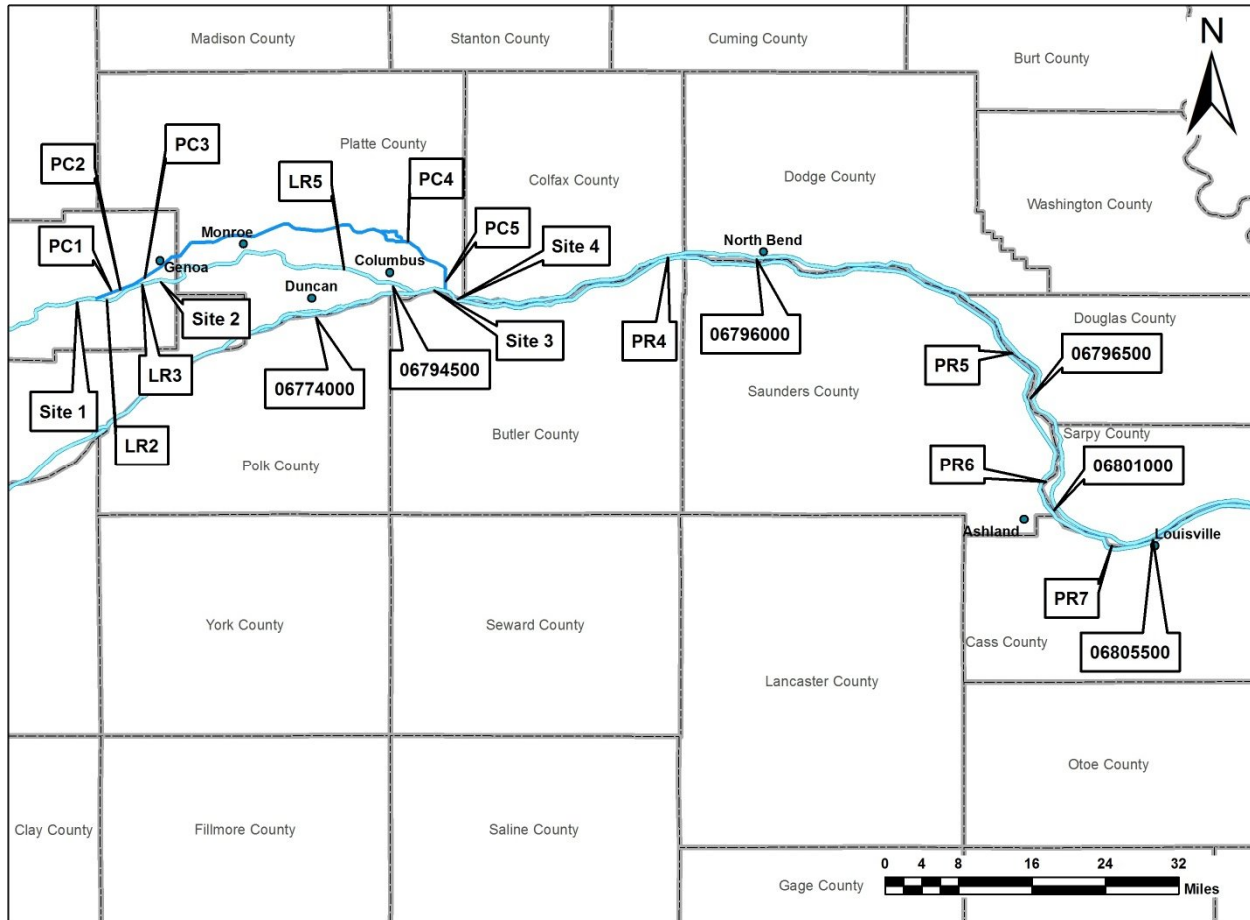 Madison County
Stanton County
Cuming County
Burt County
N
Platte County
PC3
PC2
LR5
PC4
Colfax County
Dodge County
Washington County
PC1
Monroe
Genoa
Columbus
PC5
Site 4
North Bend
Duncan
Site 2
Site 3
PR4
06796000
Douglas County
Site 1
LR3
06774000
06794500
PR5
06796500
LR2
Polk County
Butler County
Saunders County
Sarpy County
PR6
06801000
Ashland
Louisville
PR7
York County
Seward County
Cass County
06805500
Lancaster County
Otoe County
Clay County
Fillmore County
Saline County
Gage County
0 4 8 16 24 32
Miles